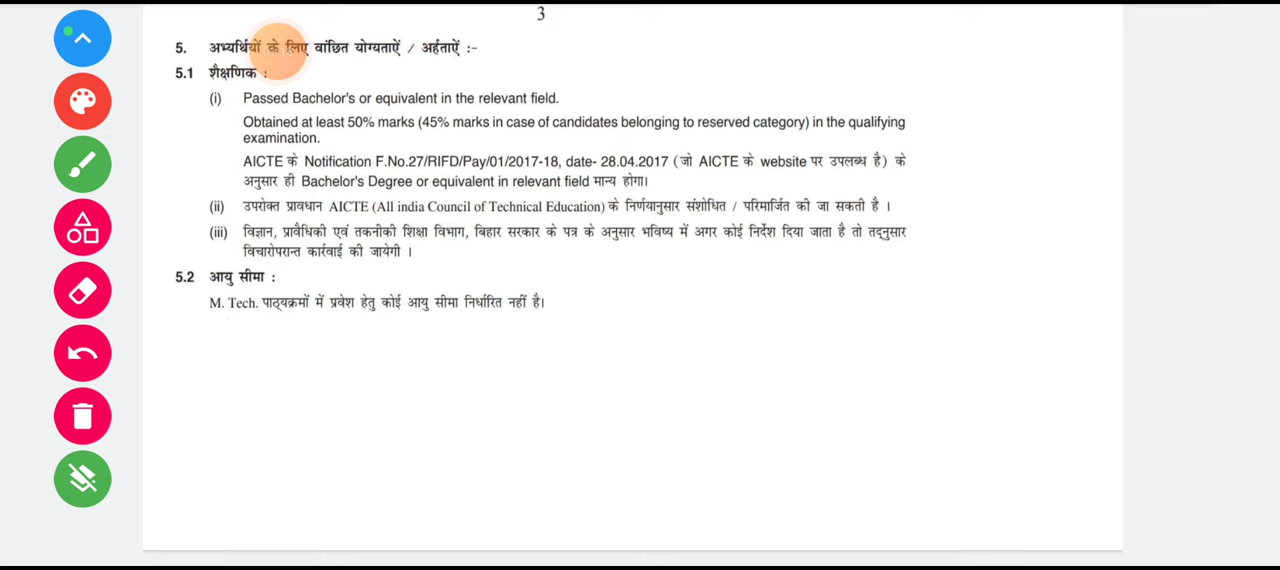 3
5. अभ्यर्थियों के लिए वांछित योग्यताऐं / अर्हताऐं :-
5.1 शैक्षणिक :
(i) Passed Bachelor's or equivalent in the relevant field.
Obtained at least 50% marks (45% marks in case of candidates belonging to reserved category) in the qualifying
examination.
AICTE के Notification F.No.27/RIFD/Pay/01/2017-18, date- 28.04.2017 (जो AICTE के website पर उपलब्ध है) के
अनुसार ही Bachelor's Degree or equivalent in relevant field मान्य होगा।
(ii) उपरोक्त प्रावधान AICTE (All india Council of Technical Education) के निर्णयानुसार संशोधित / परिमार्जित की जा सकती है ।
(iii) विज्ञान, प्रावैधिकी एवं तकनीकी शिक्षा विभाग, बिहार सरकार के पत्र के अनुसार भविष्य में अगर कोई निर्देश दिया जाता है तो तद्नुसार
विचारोपरान्त कार्रवाई की जायेगी ।
5.2 आयु सीमा :
M. Tech. पाठ्यक्रमों में प्रवेश हेतु कोई आयु सीमा निर्धारित नहीं है।